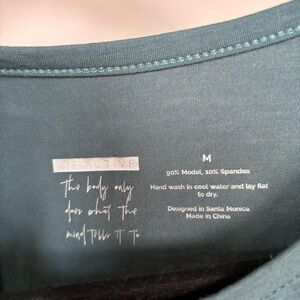 VIE ACTIVE
the body only
does what the
mind tells it to
M
90% Modal, 10% Spandex
Hand wash in cool water and lay flat
to dry.
Designed in Santa Monica
Made in China